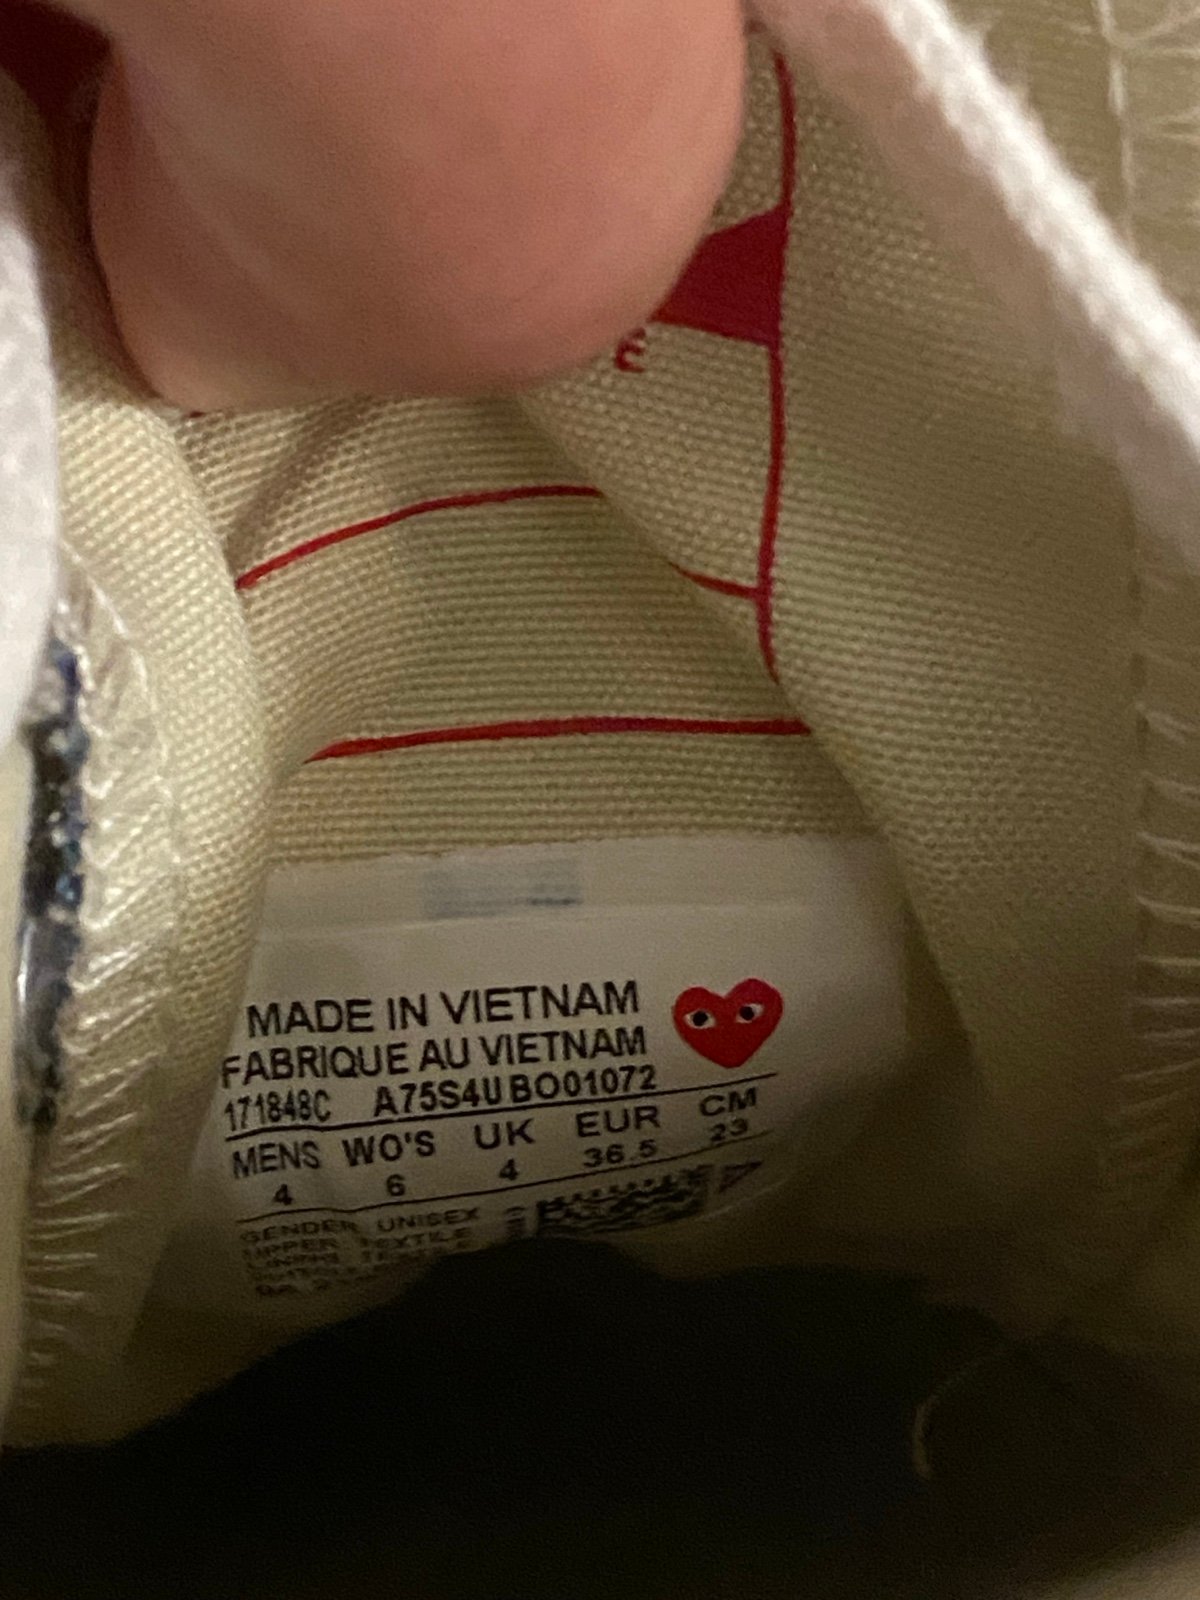 MADE IN VIETNAM
FABRIQUE AU VIETNAM
171848C A75S4U BO01072
MENS WO'S UK EUR CM
4 6 4 36.5 23
GENDER UNISEX
UPPER TEXTILE